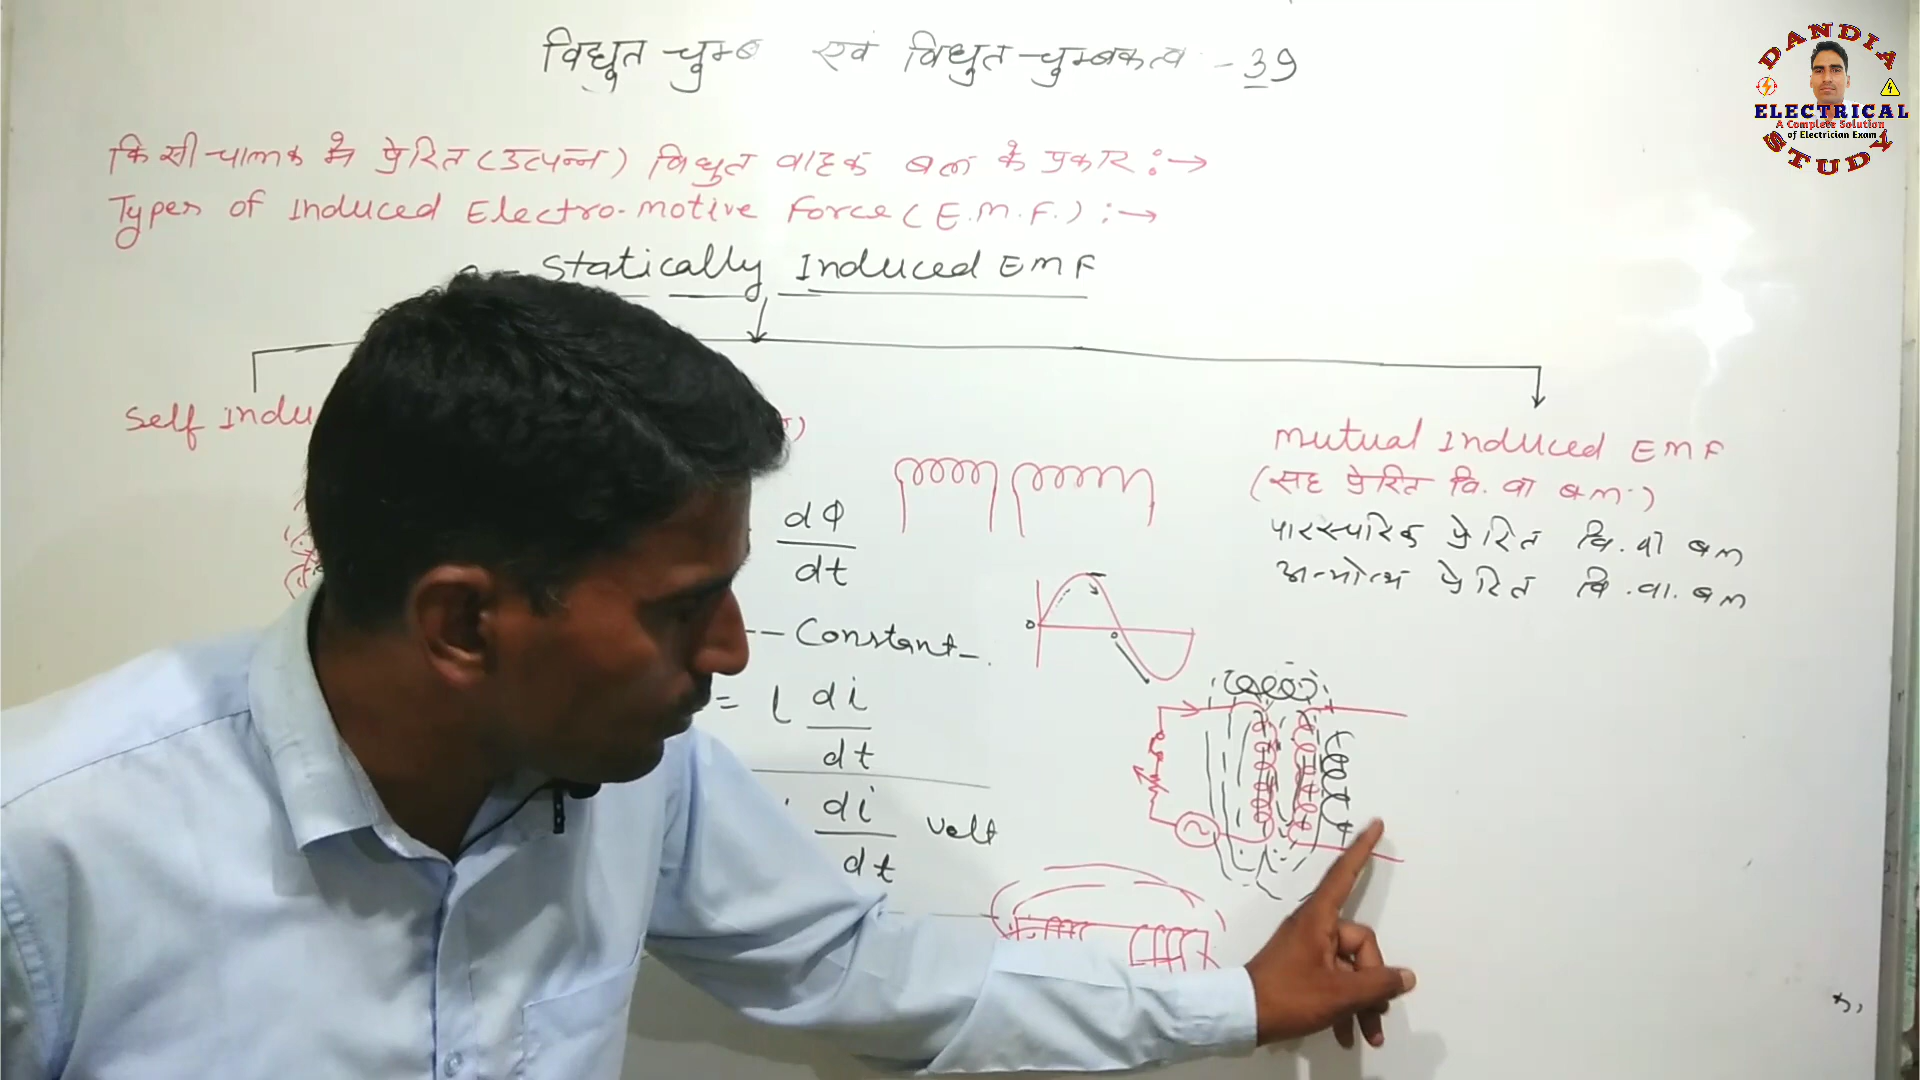 विधुत चुम्ब एवं विधुत-चुम्बकत्व - 39
DANDIA
ELECTRICAL
A Complete Solution
of Electrician Exam
STUDY
किसी चालक में प्रेरित (उत्पन्न) विधुत वाहक बल के प्रकार :→
Types of Induced Electro-motive Force (E.M.F.) :→
Statically Induced EMF
Self Indu
mutual Induced EMF
(सह प्रेरित वि. वा बल)
पारस्परिक प्रेरित वि. वा बल
अन्योन्य प्रेरित वि. वा. बल
dΦ
dt
Constant
= L di
dt
di volt
dt